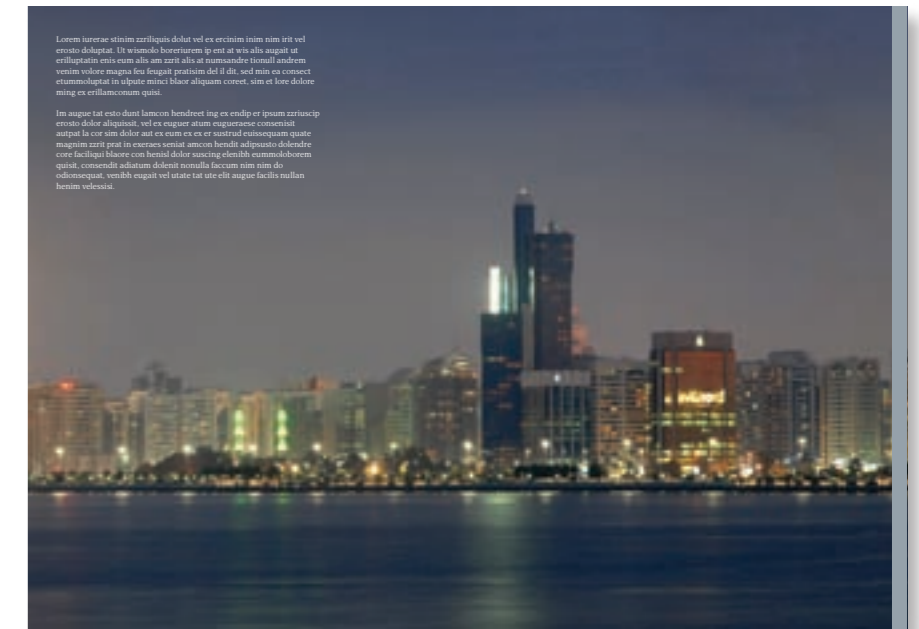 Lorem iurerae stinim zzriliquis dolut vel ex ercinim inim nim irit vel
erosto doluptat. Ut wismolo boreriurem ip ent at wis alis augait ut
erilluptatin enis eum alis am zzrit alis at numsandre tionull andrem
venim volore magna feu feugait pratisim del il dit, sed min ea consect
etummoluptat in ulpute minci blaor aliquam coreet, sim et lore dolore
ming ex erillamconum quisi.
Im augue tat esto dunt lamcon hendreet ing ex endip er ipsum zzriuscip
erosto dolor aliquissit, vel ex euguer atum eugueraese consenisit
autpat la cor sim dolor aut ex eum ex ex er sustrud euissequam quate
magnim zzrit prat in exeraes seniat amcon hendit adipsusto dolendre
core faciliqui blaore con henisl dolor suscing elenibh eummoloborem
quisit, consendit adiatum dolenit nonulla faccum nim nim do
odionsequat, venibh eugait vel utate tat ute elit augue facilis nullan
henim velessisi.